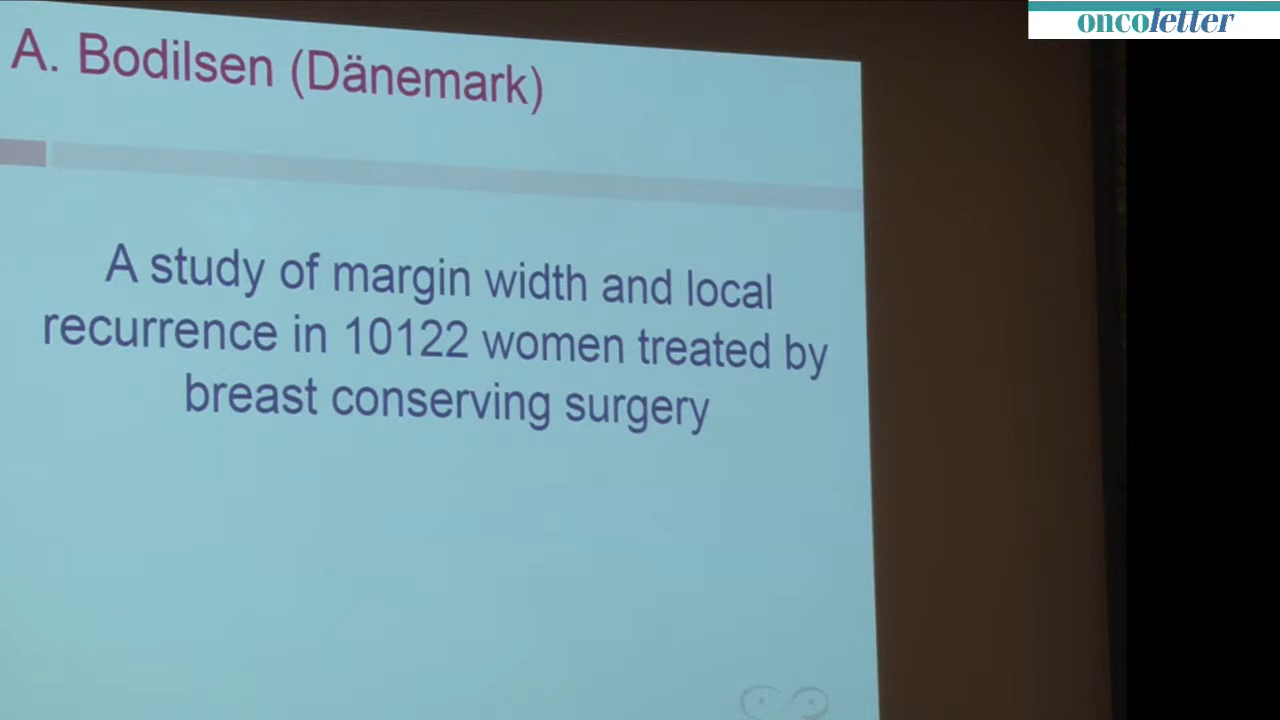 oncoletter
A. Bodilsen (Dänemark)
A study of margin width and local
recurrence in 10122 women treated by
breast conserving surgery